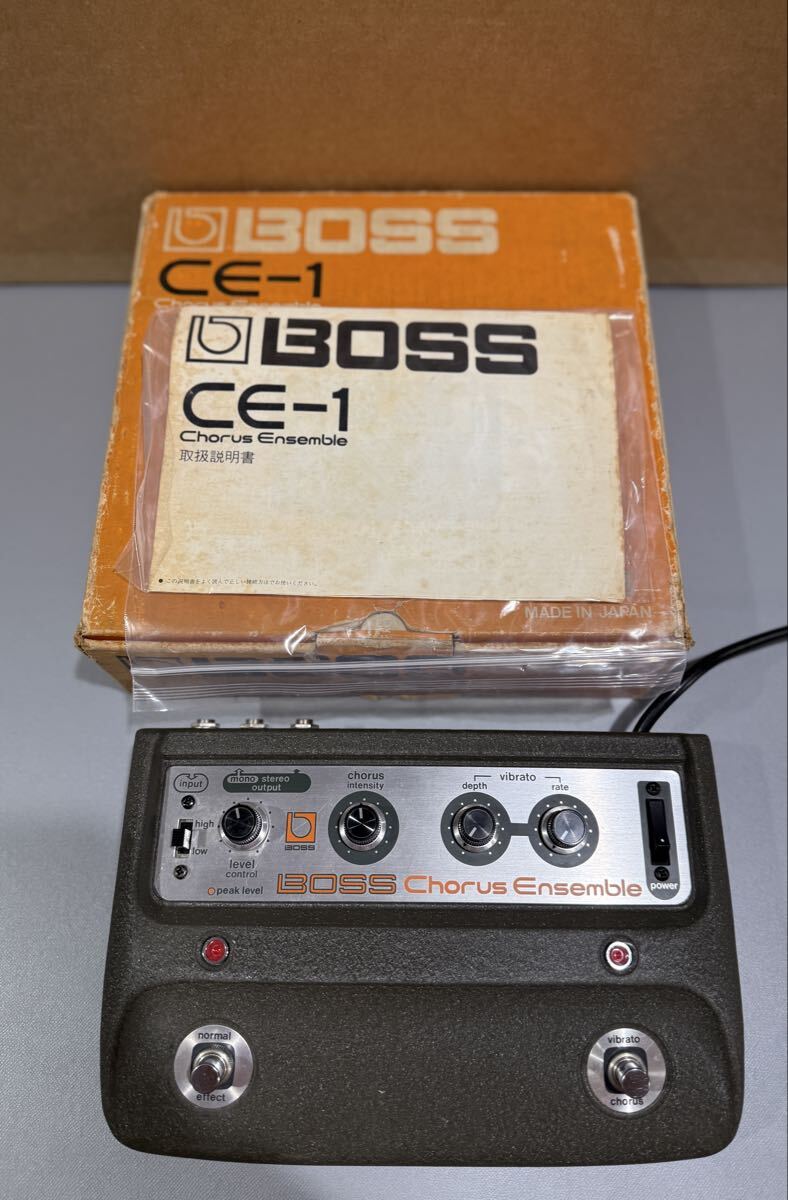 BOSS
CE-1
Chorus Ensemble
BOSS
CE-1
Chorus Ensemble
取扱説明書
MADE IN JAPAN
input
mono stereo
output
chorus
intensity
vibrato
depth
rate
high
low
level
control
BOSS
peak level
BOSS Chorus Ensemble
power
normal
effect
vibrato
chorus